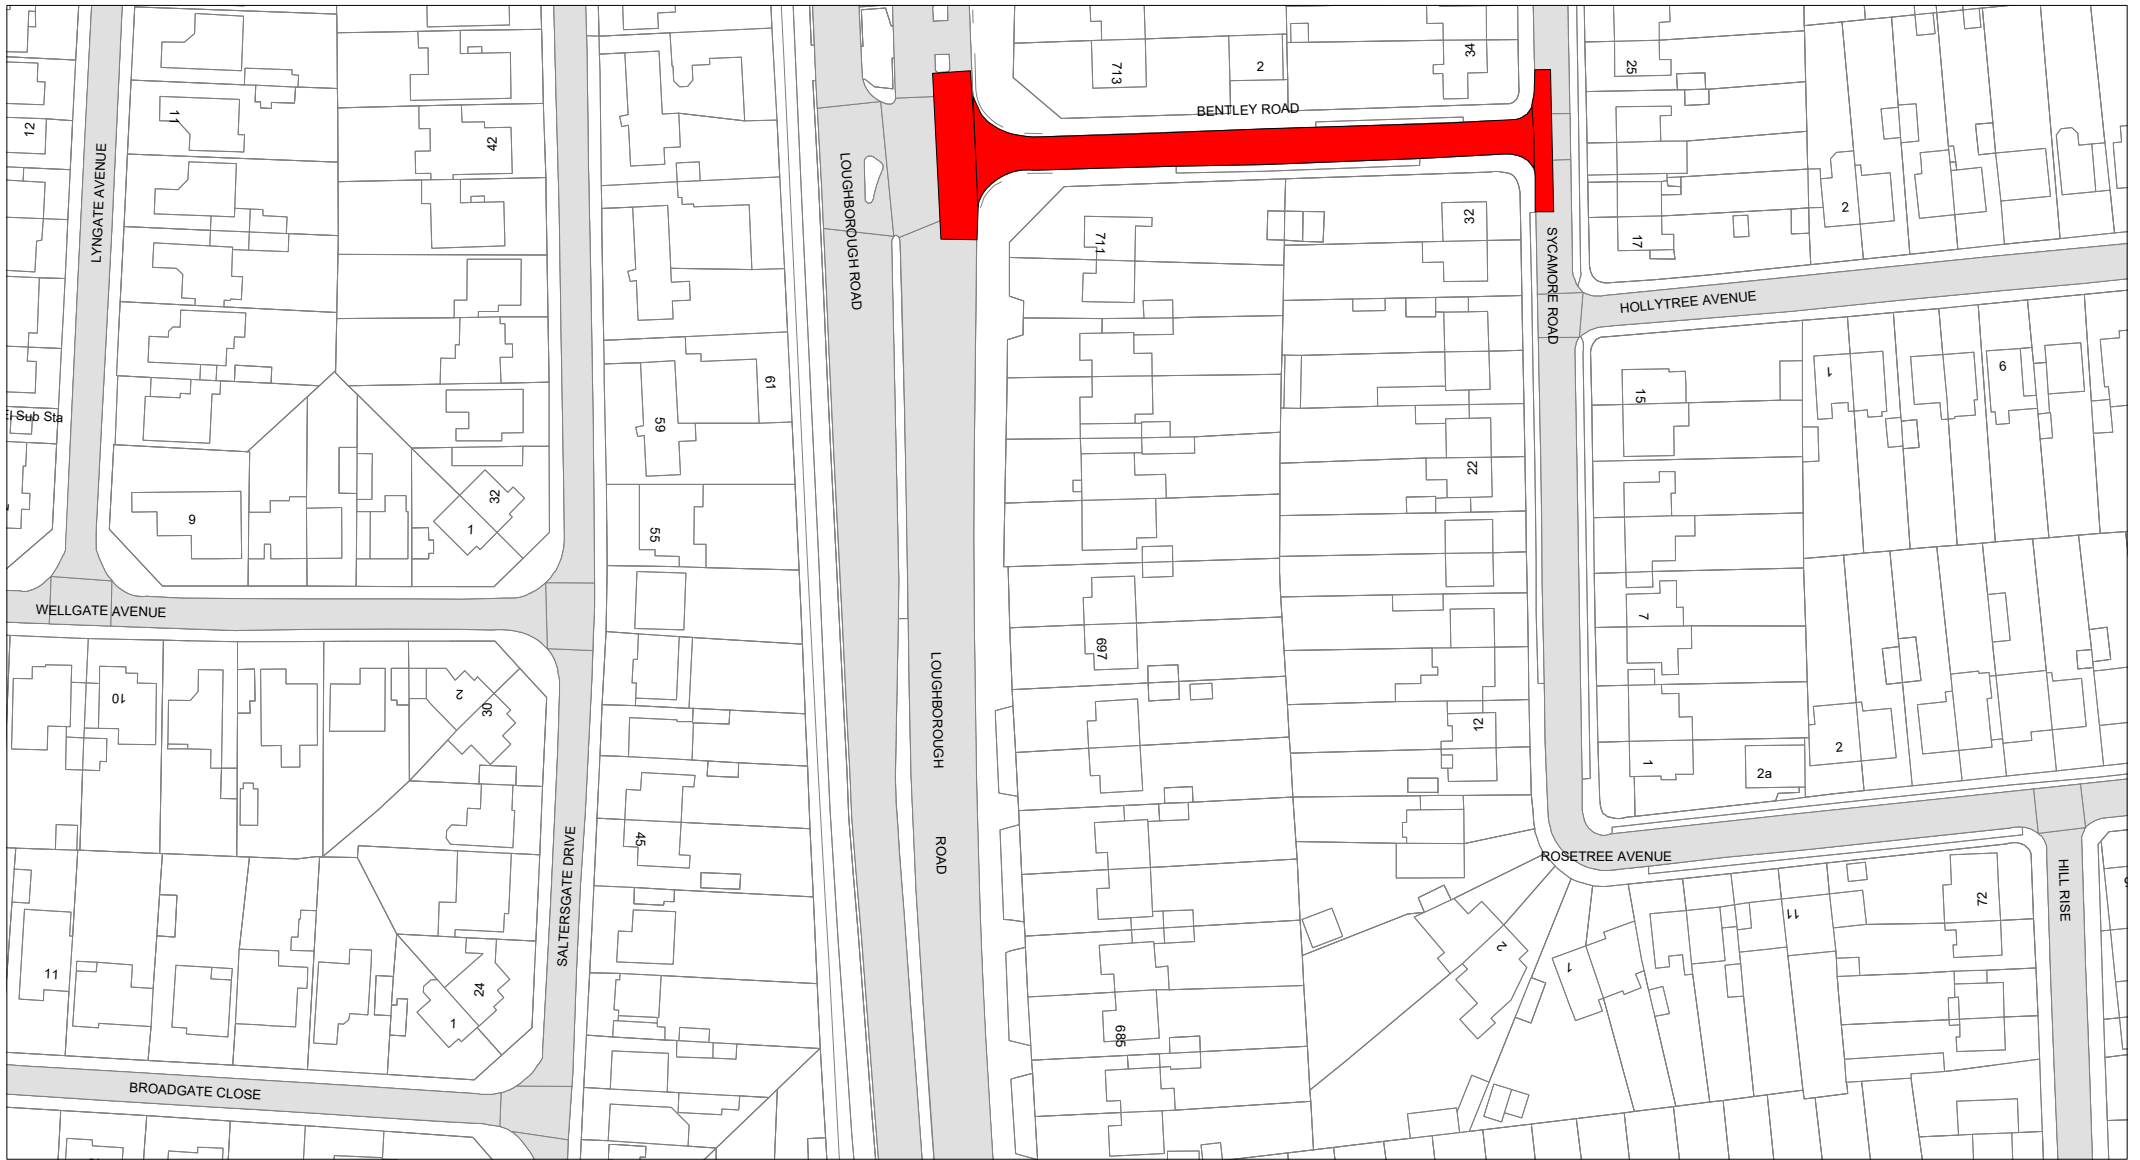 713
2
34
25
BENTLEY ROAD
11
12
42
LYNGATE AVENUE
LOUGHBOROUGH ROAD
711
32
SYCAMORE ROAD
17
2
HOLLYTREE AVENUE
61
59
15
1
6
El Sub Sta
9
32
1
55
22
WELLGATE AVENUE
7
697
10
2
30
LOUGHBOROUGH
ROAD
12
1
2a
2
45
SALTERSGATE DRIVE
ROSETREE AVENUE
HILL RISE
72
11
2
1
11
24
1
685
BROADGATE CLOSE